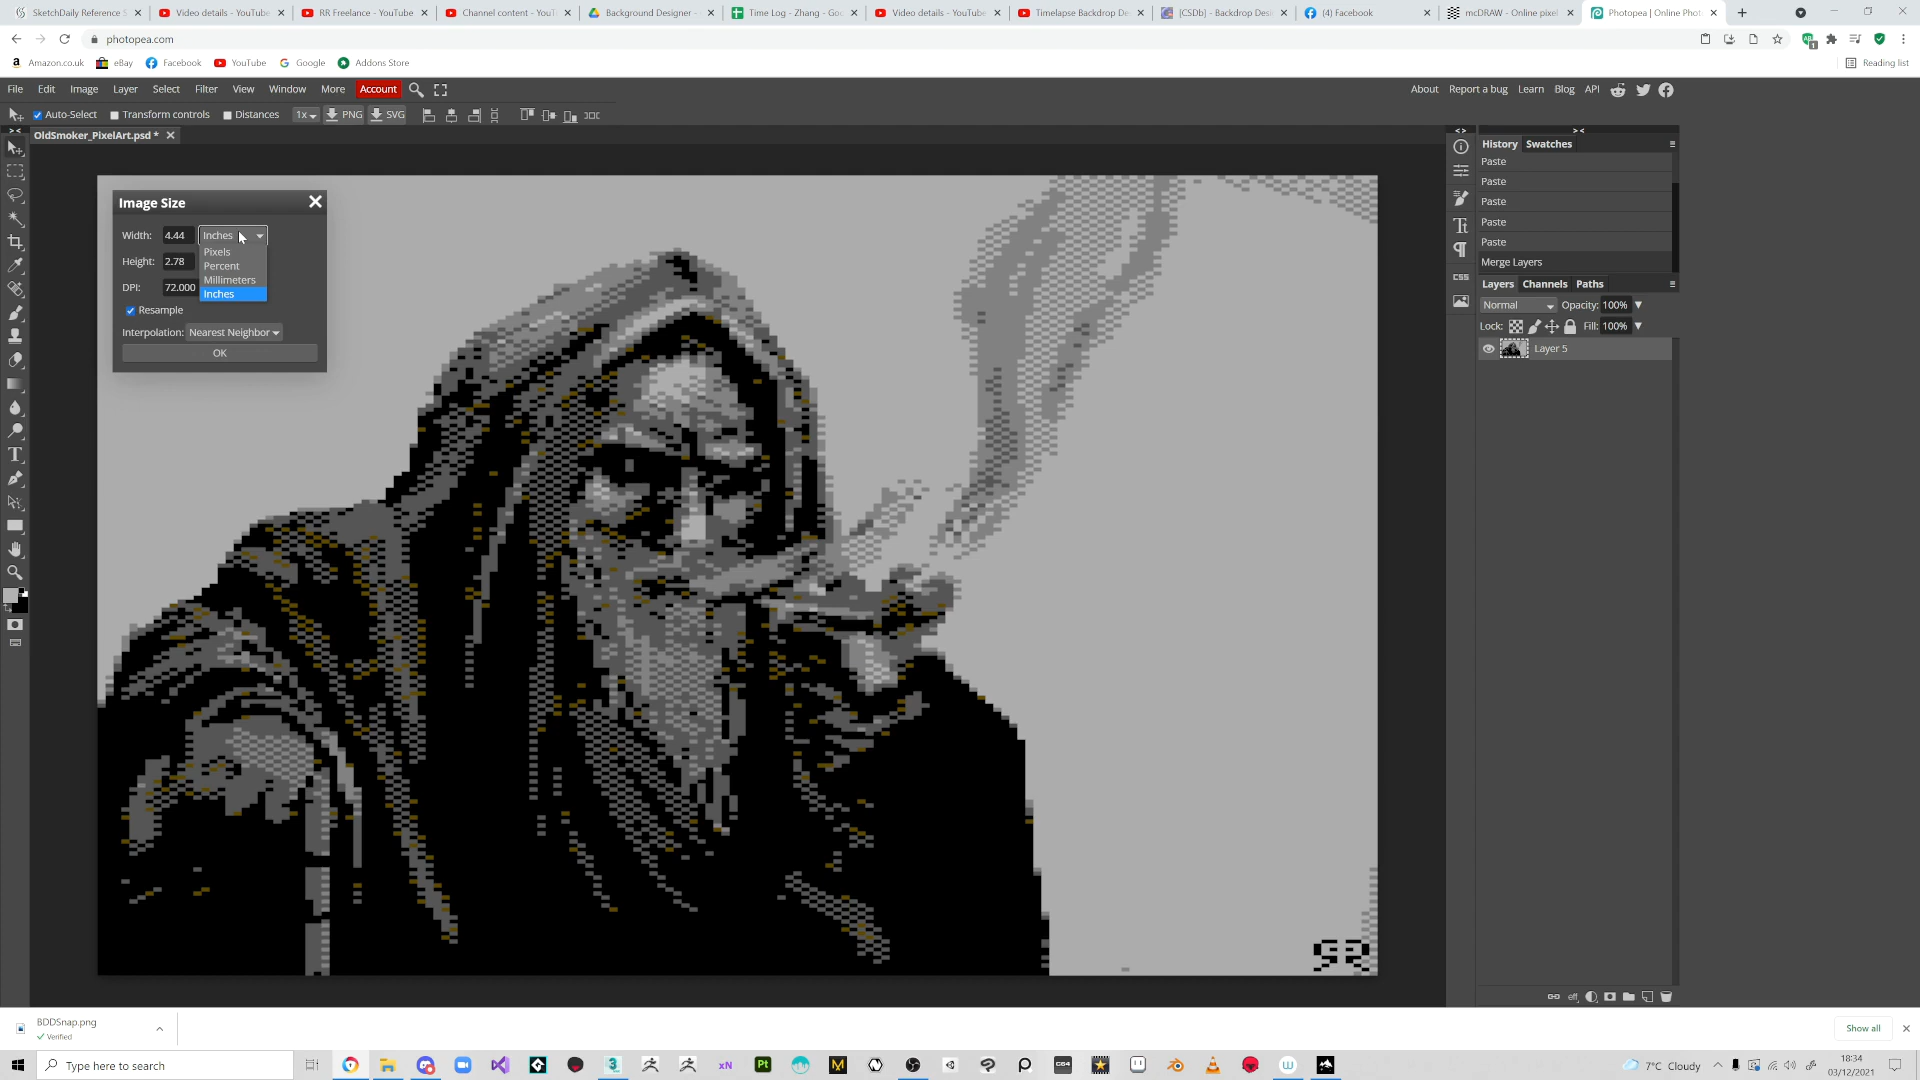 SketchDaily Reference S
Video details - YouTube
RR Freelance - YouTube
Channel content - YouT
Background Designer -
Time Log - Zhang - Goo
Video details - YouTube
Timelapse Backdrop De
[CSDb] - Backdrop Desi
(4) Facebook
mcDRAW - Online pixel
Photopea | Online Phot
photopea.com
Amazon.co.uk
eBay
Facebook
YouTube
Google
Addons Store
Reading list
File
Edit
Image
Layer
Select
Filter
View
Window
More
Account
About
Report a bug
Learn
Blog
API
Auto-Select
Transform controls
Distances
1x
PNG
SVG
OldSmoker_PixelArt.psd *
Image Size
Width: 4.44 Inches
Pixels
Height: 2.78
Percent
Millimeters
DPI: 72.000
Inches
Resample
Interpolation: Nearest Neighbor
OK
History
Swatches
Paste
Paste
Paste
Paste
Paste
Merge Layers
Layers
Channels
Paths
Normal
Opacity: 100%
Lock:
Fill: 100%
Layer 5
CSS
eff
BDDSnap.png
Verified
Show all
Type here to search
xN
Pt
C64
7°C Cloudy
18:34
03/12/2021